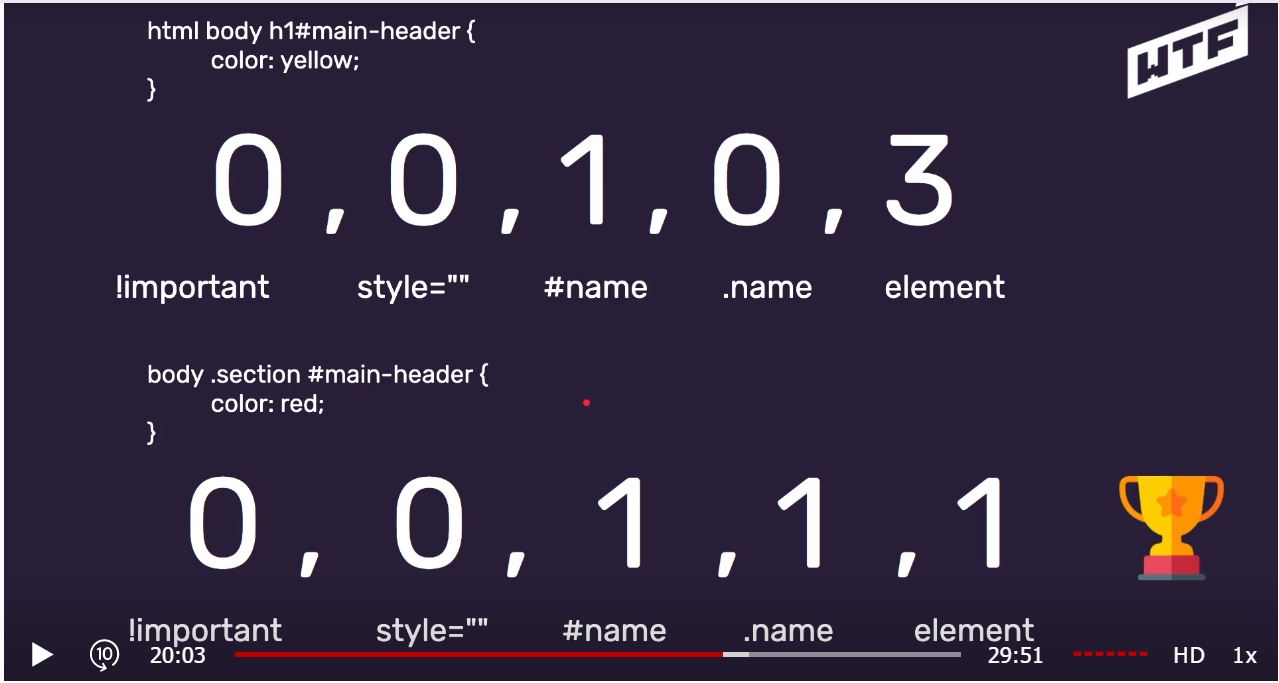 html body h1#main-header {
color: yellow;
}
WTF
0 , 0 , 1 , 0 , 3
!important style="" #name .name element
body .section #main-header {
color: red;
}
0 , 0 , 1 , 1 , 1
!important style="" #name .name element
10 20:03 29:51 HD 1x